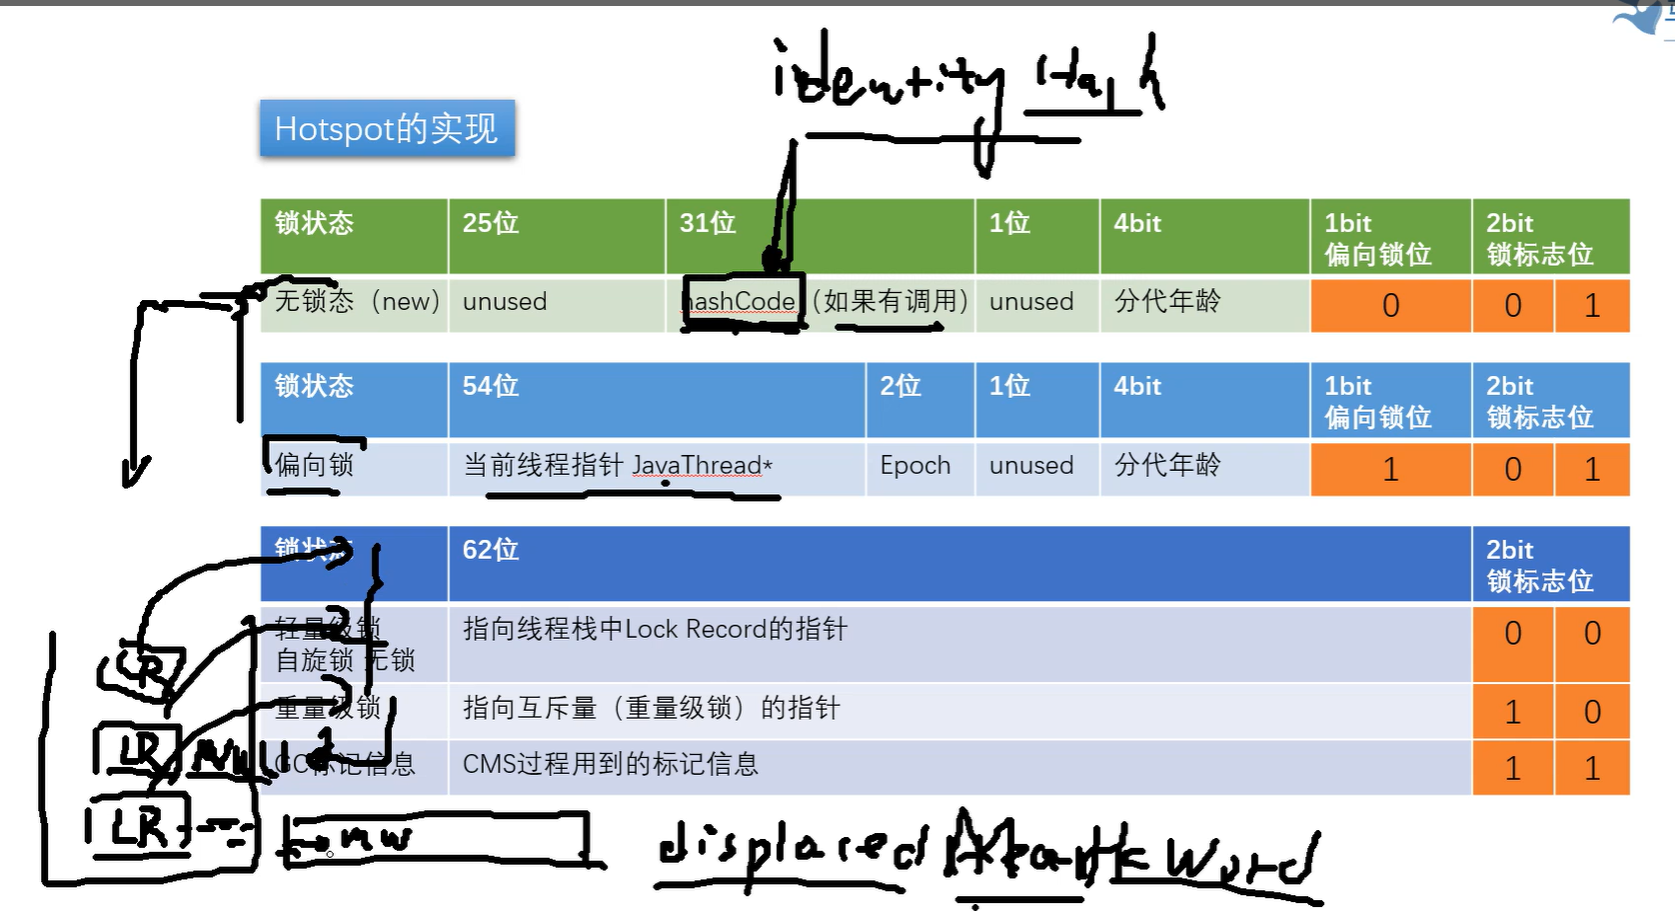 identity Hash
Hotspot的实现
锁状态 25位 31位 1位 4bit 1bit 偏向锁位 2bit 锁标志位
无锁态（new） unused hashCode（如果有调用） unused 分代年龄 0 0 1
锁状态 54位 2位 1位 4bit 1bit 偏向锁位 2bit 锁标志位
偏向锁 当前线程指针 JavaThread* Epoch unused 分代年龄 1 0 1
锁状态 62位 2bit 锁标志位
轻量级锁 自旋锁 无锁 指向线程栈中Lock Record的指针 0 0
重量级锁 指向互斥量（重量级锁）的指针 1 0
GC标记信息 CMS过程用到的标记信息 1 1
LR
LR null
LR
mw
displaced MarkWord